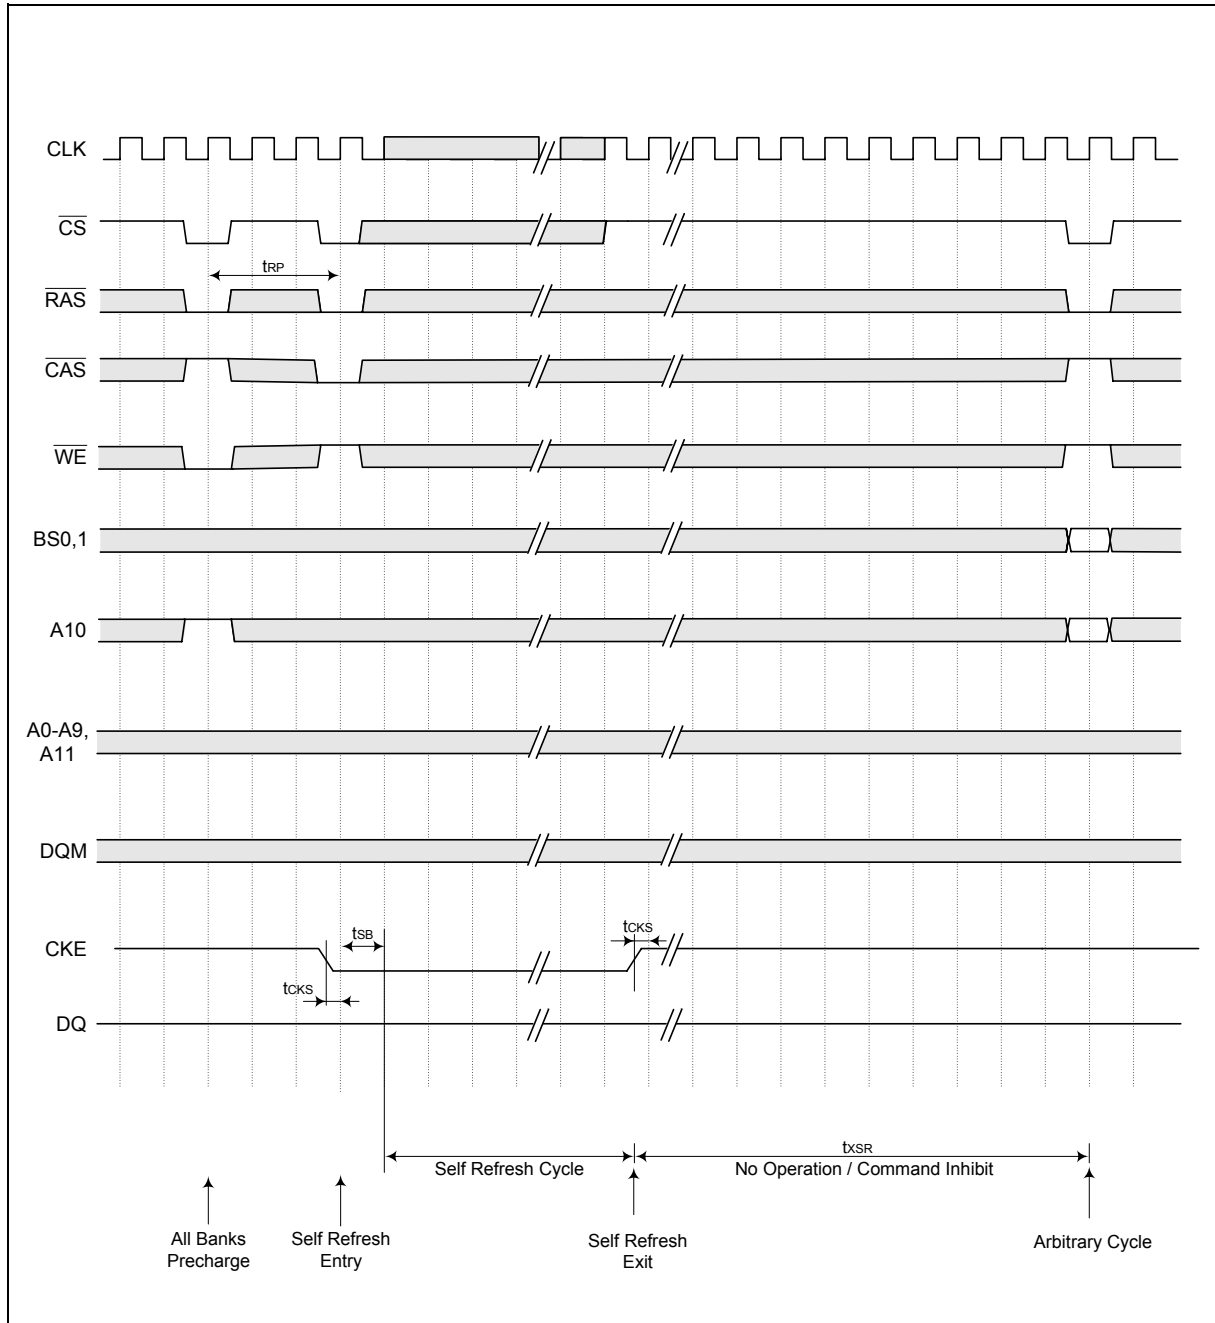 CLK
CS
tRP
RAS
CAS
WE
BS0,1
A10
A0-A9,
A11
DQM
tSB
tCKS
CKE
tCKS
DQ
tXSR
Self Refresh Cycle
No Operation / Command Inhibit
All Banks
Precharge
Self Refresh
Entry
Self Refresh
Exit
Arbitrary Cycle